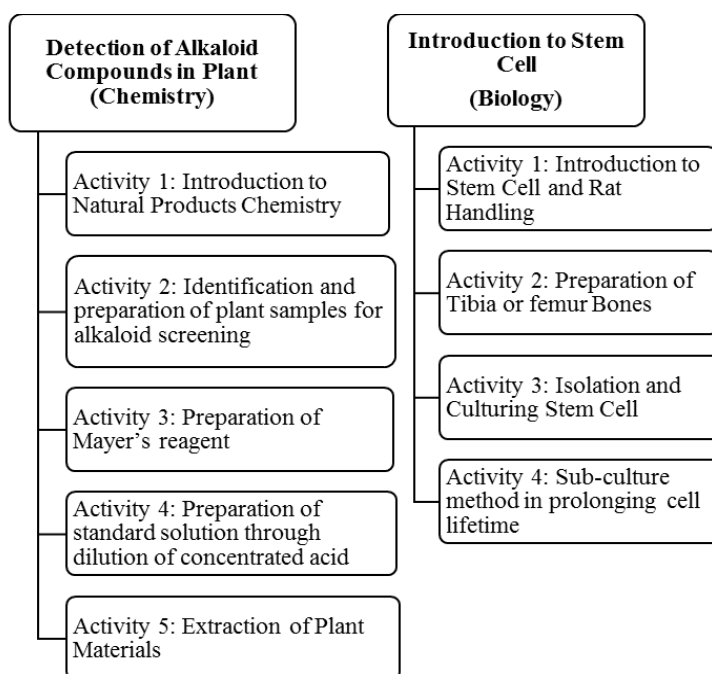 Detection of Alkaloid
Compounds in Plant
(Chemistry)
Activity 1: Introduction to
Natural Products Chemistry
Activity 2: Identification and
preparation of plant samples for
alkaloid screening
Activity 3: Preparation of
Mayer’s reagent
Activity 4: Preparation of
standard solution through
dilution of concentrated acid
Activity 5: Extraction of Plant
Materials
Introduction to Stem
Cell
(Biology)
Activity 1: Introduction to
Stem Cell and Rat
Handling
Activity 2: Preparation of
Tibia or femur Bones
Activity 3: Isolation and
Culturing Stem Cell
Activity 4: Sub-culture
method in prolonging cell
lifetime